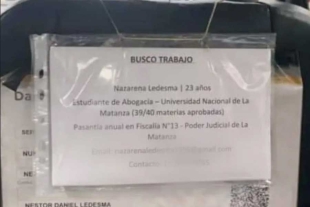 BUSCO TRABAJO
Nazarena Ledesma | 23 años
Estudiante de Abogacía – Universidad Nacional de La
Matanza (39/40 materias aprobadas)
Pasantía anual en Fiscalía N°13 - Poder Judicial de La
Matanza
NESTOR DANIEL LEDESMA